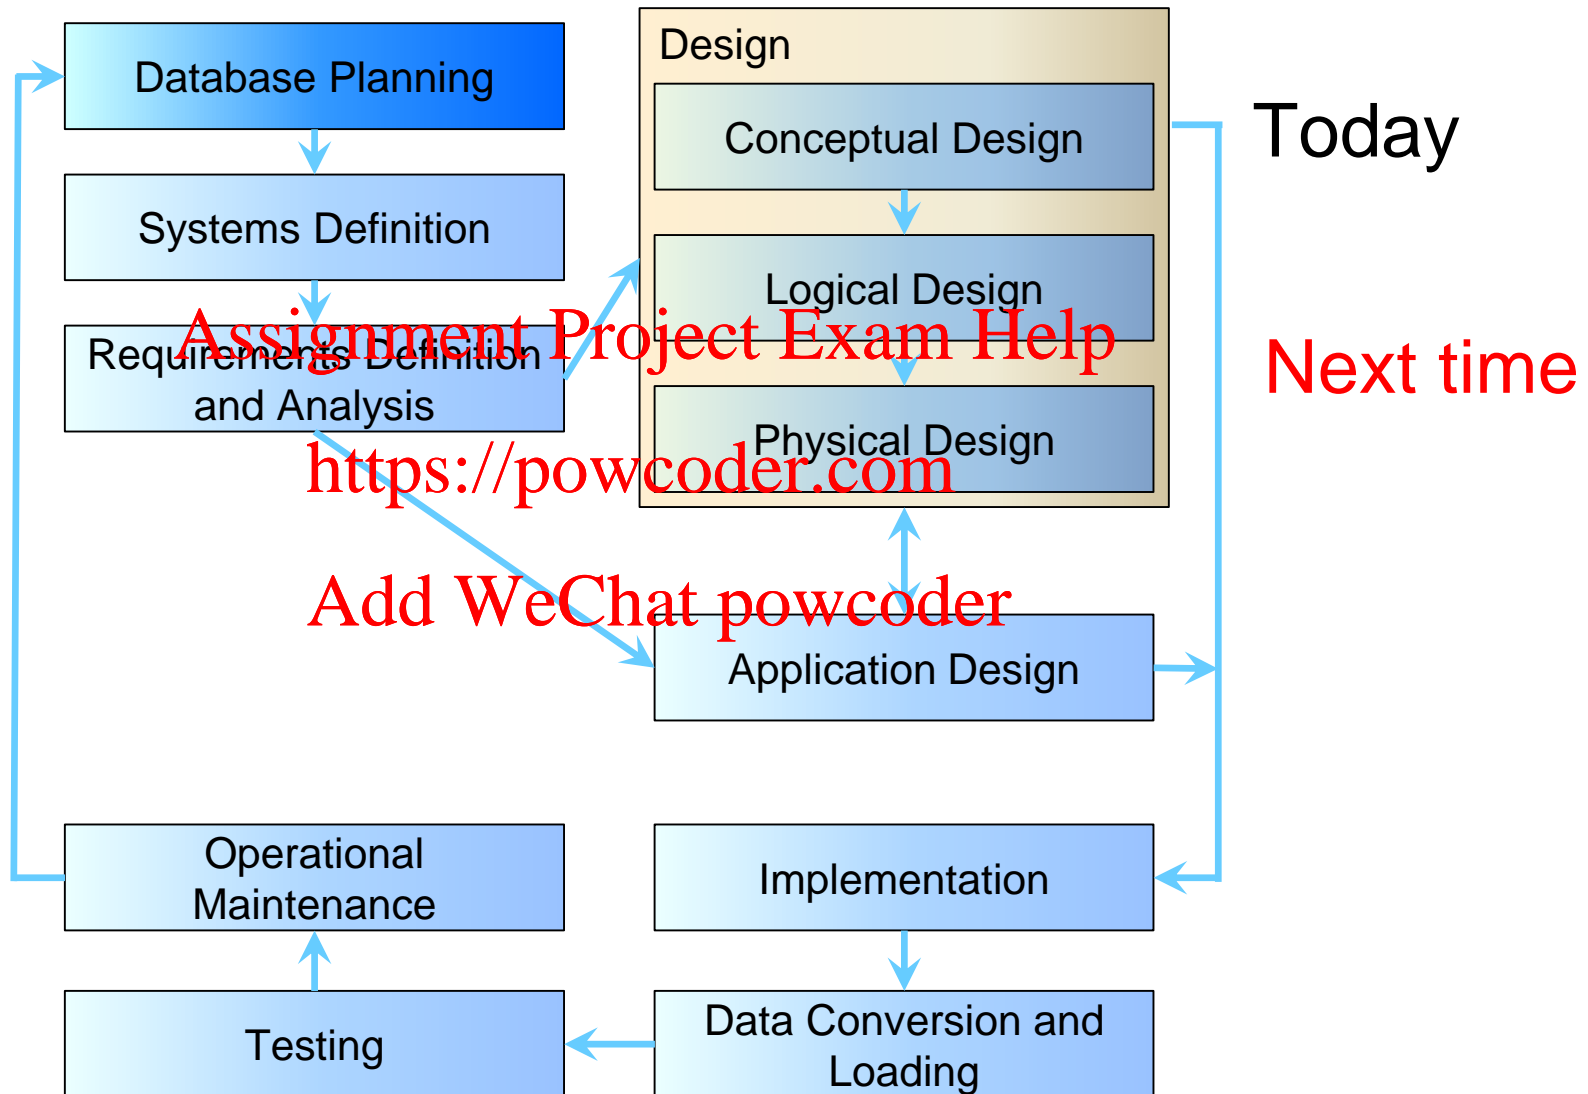 Database Planning
Systems Definition
Requirements Definition
and Analysis
Design
Conceptual Design
Logical Design
Physical Design
Today
Next time
Assignment Project Exam Help
https://powcoder.com
Add WeChat powcoder
Application Design
Operational
Maintenance
Implementation
Testing
Data Conversion and
Loading